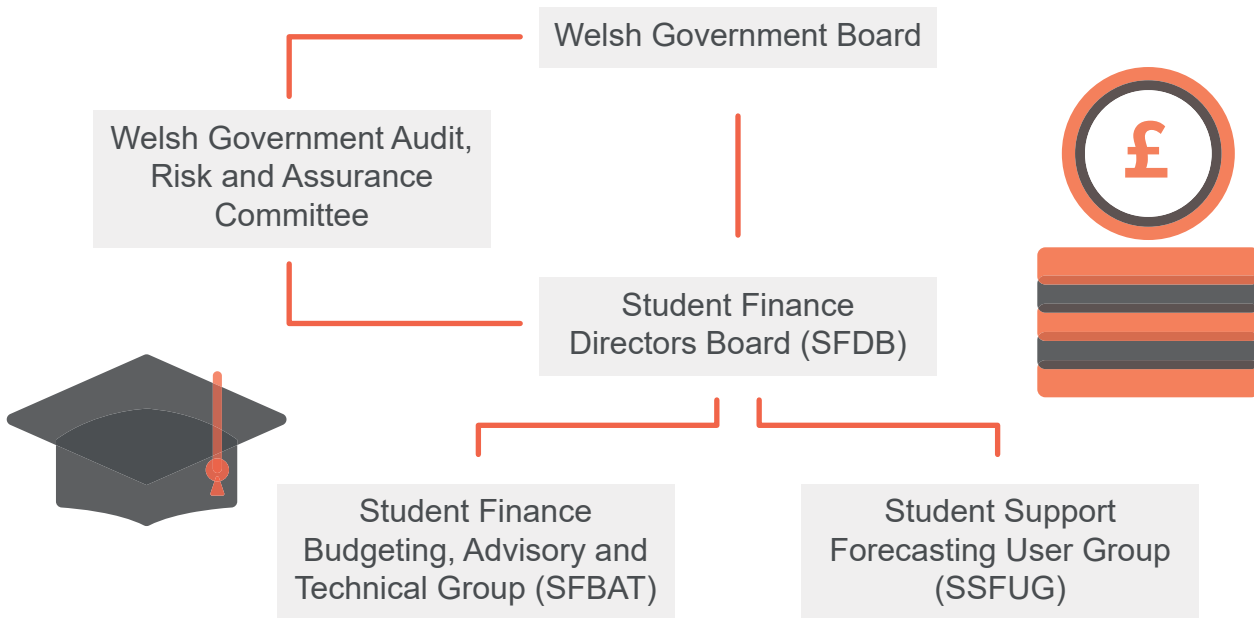 Welsh Government Board
Welsh Government Audit,
Risk and Assurance
Committee
£
Student Finance
Directors Board (SFDB)
Student Finance
Budgeting, Advisory and
Technical Group (SFBAT)
Student Support
Forecasting User Group
(SSFUG)